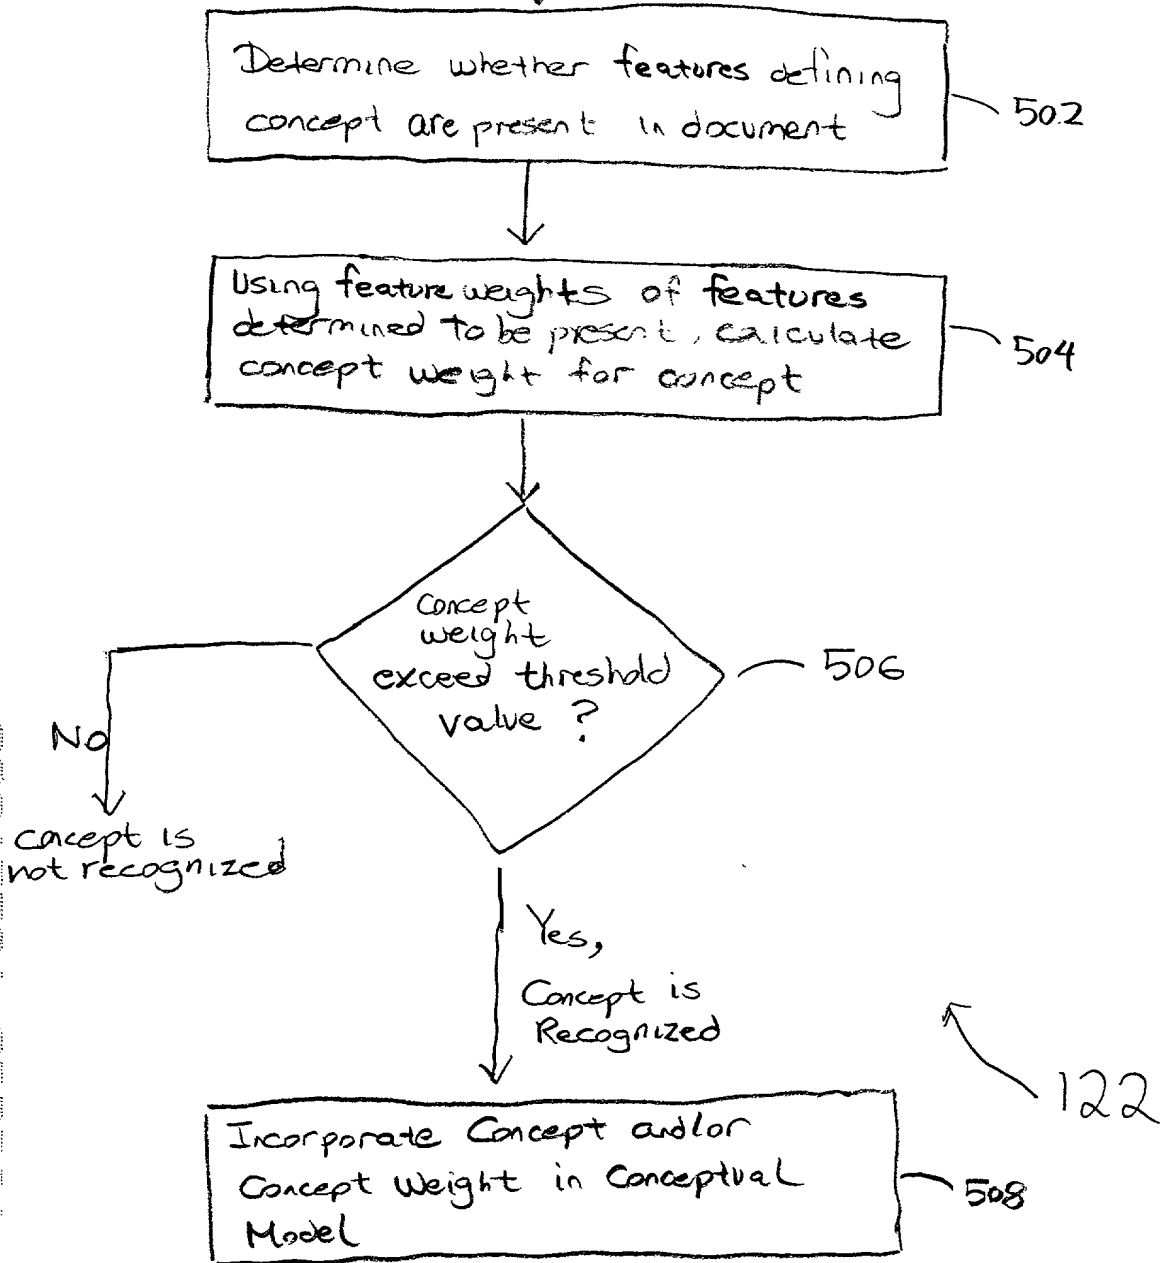 Determine whether features defining
concept are present in document
502
Using feature weights of features
determined to be present, calculate
concept weight for concept
504
Concept
weight
exceed threshold
value ?
506
No
concept is
not recognized
Yes,
Concept is
Recognized
122
Incorporate Concept and/or
Concept Weight in Conceptual
Model
508